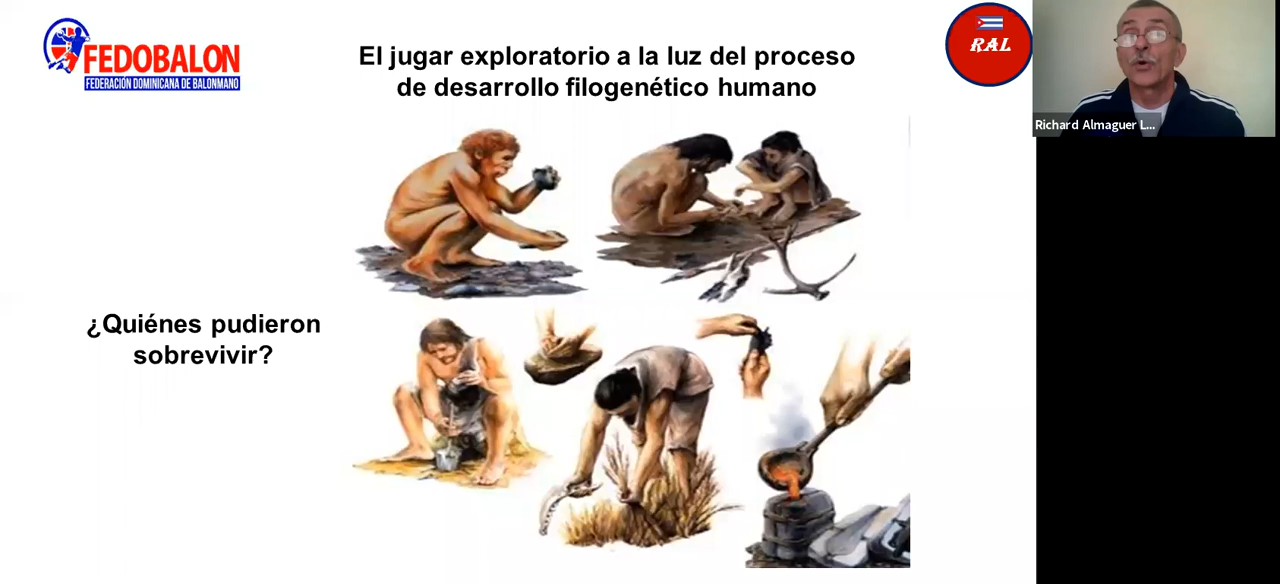 FEDOBALON
FEDERACIÓN DOMINICANA DE BALONMANO
El jugar exploratorio a la luz del proceso
de desarrollo filogenético humano
RAL
Richard Almaguer L...
¿Quiénes pudieron
sobrevivir?